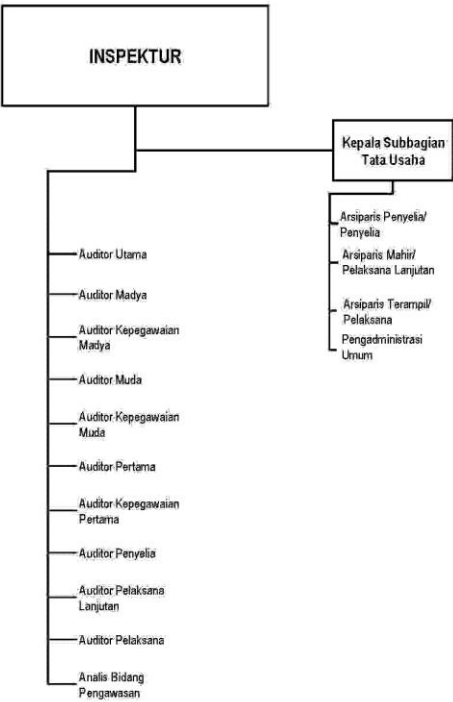 INSPEKTUR
Kepala Subbagian
Tata Usaha
Arsiparis Penyelia/
Penyelia
Arsiparis Mahir/
Pelaksana Lanjutan
Arsiparis Terampil/
Pelaksana
Pengadministrasi
Umum
Auditor Utama
Auditor Madya
Auditor Kepegawaian
Madya
Auditor Muda
Auditor Kepegawaian
Muda
Auditor Pertama
Auditor Kepegawaian
Pertama
Auditor Penyelia
Auditor Pelaksana
Lanjutan
Auditor Pelaksana
Analis Bidang
Pengawasan